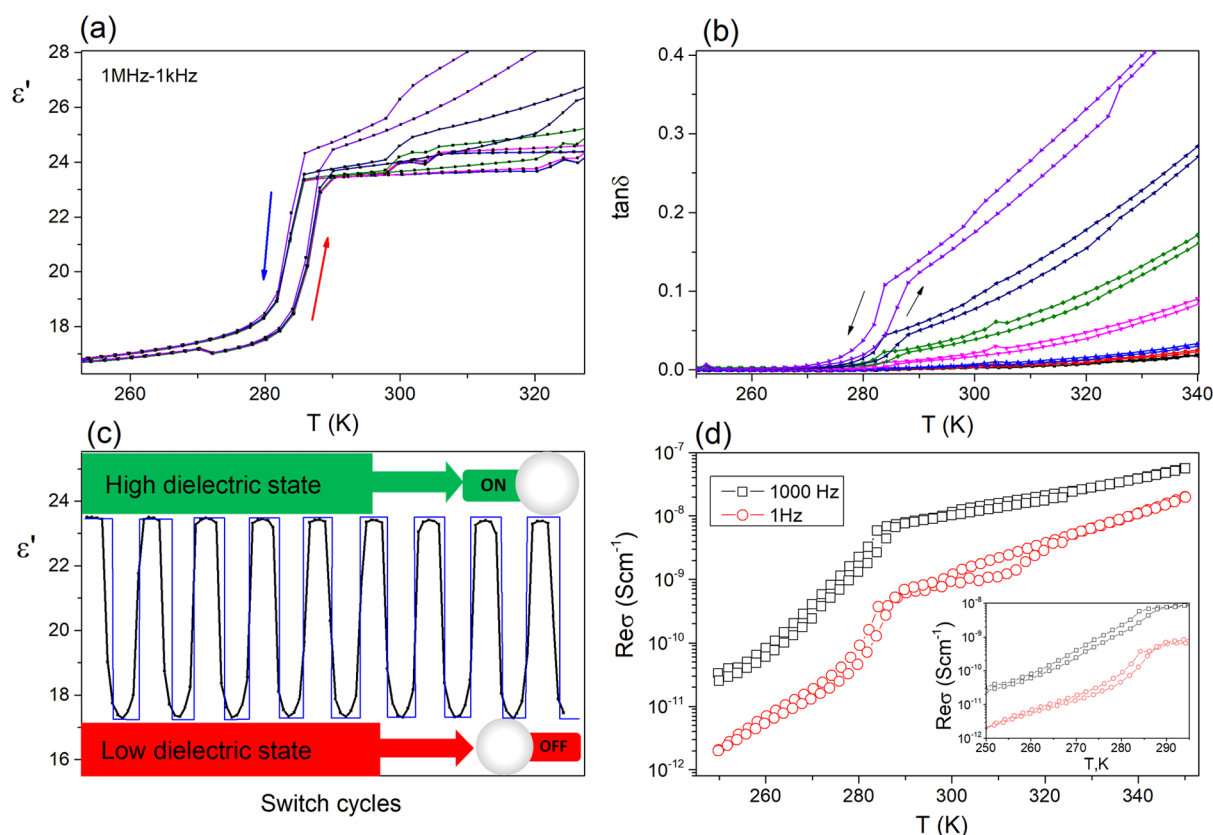 (a)
28
26
24
22
20
18
ε'
1MHz-1kHz
260
280
300
320
T (K)
(b)
0.4
0.3
0.2
0.1
0.0
tanδ
260
280
300
320
340
T (K)
(c)
24
22
20
18
16
ε'
High dielectric state
ON
Low dielectric state
OFF
Switch cycles
(d)
10⁻⁷
10⁻⁸
10⁻⁹
10⁻¹⁰
10⁻¹¹
10⁻¹²
Reσ (Scm⁻¹)
1000 Hz
1Hz
260
280
300
320
340
T (K)
10⁻⁸
10⁻⁹
10⁻¹⁰
10⁻¹¹
10⁻¹²
Reσ (Scm⁻¹)
250
260
270
280
290
T,K